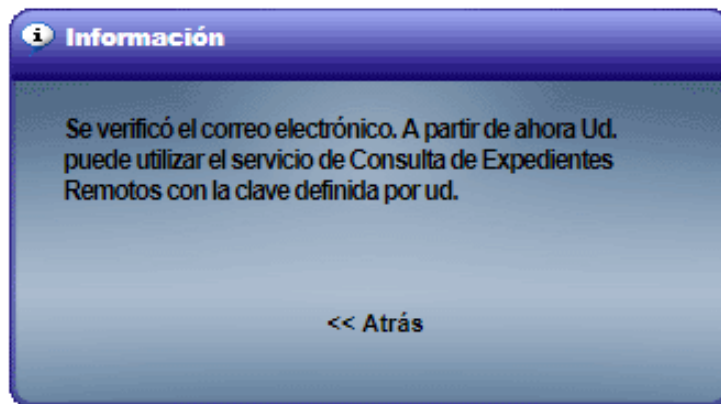 Información
Se verificó el correo electrónico. A partir de ahora Ud.
puede utilizar el servicio de Consulta de Expedientes
Remotos con la clave definida por ud.
<< Atrás